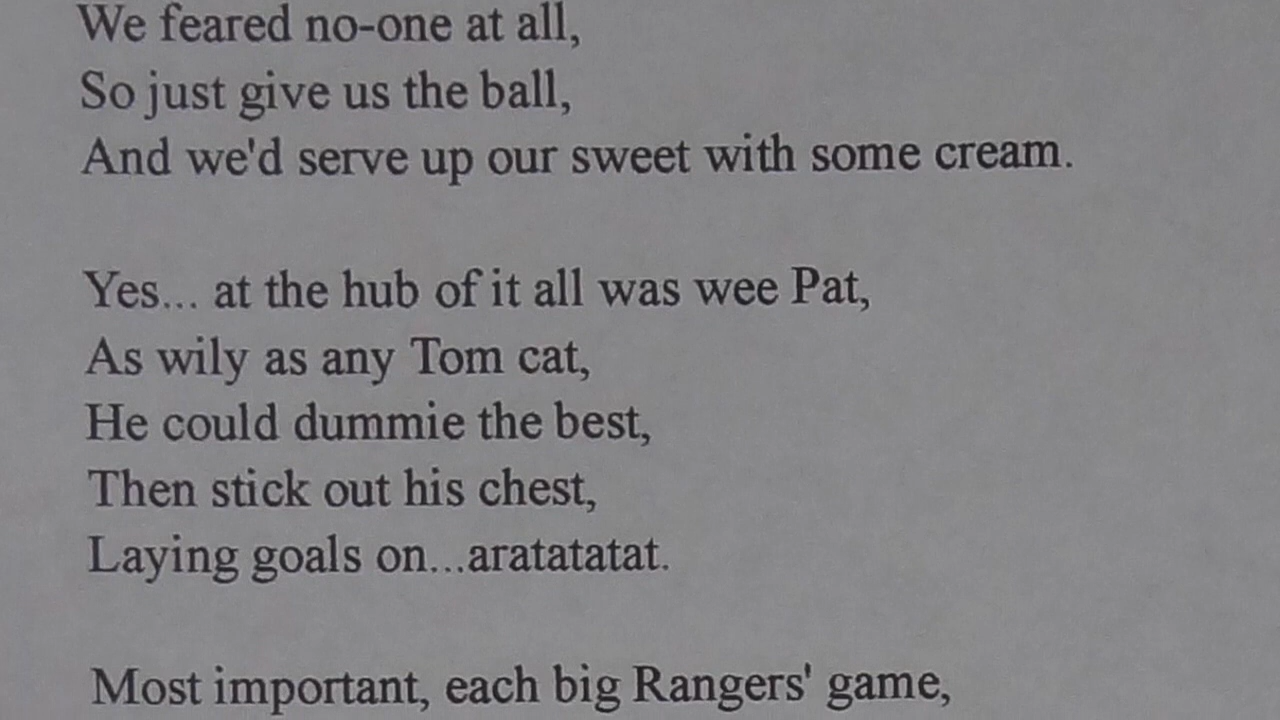 We feared no-one at all,
So just give us the ball,
And we'd serve up our sweet with some cream.
Yes... at the hub of it all was wee Pat,
As wily as any Tom cat,
He could dummie the best,
Then stick out his chest,
Laying goals on...aratatatat.
Most important, each big Rangers' game,